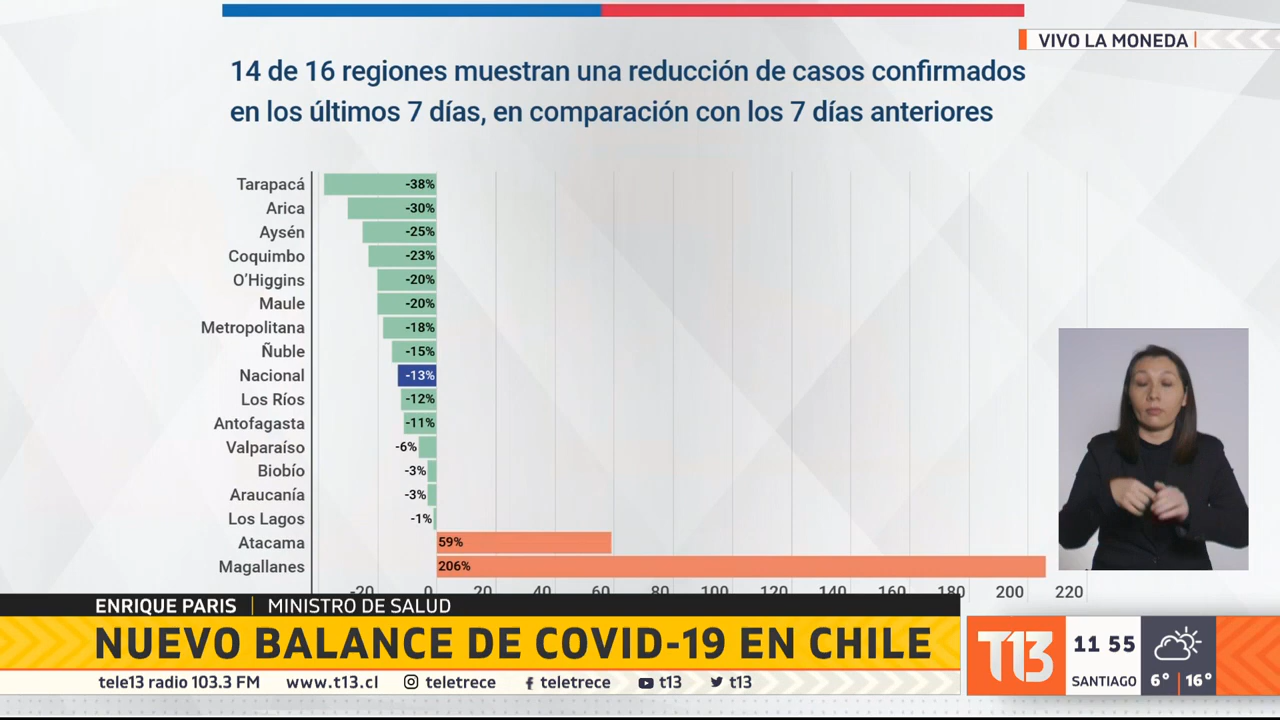 VIVO LA MONEDA
14 de 16 regiones muestran una reducción de casos confirmados
en los últimos 7 días, en comparación con los 7 días anteriores
Tarapacá -38%
Arica -30%
Aysén -25%
Coquimbo -23%
O'Higgins -20%
Maule -20%
Metropolitana -18%
Ñuble -15%
Nacional -13%
Los Ríos -12%
Antofagasta -11%
Valparaíso -6%
Biobío -3%
Araucanía -3%
Los Lagos -1%
Atacama 59%
Magallanes 206%
-20 0 20 40 60 80 100 120 140 160 180 200 220
ENRIQUE PARIS | MINISTRO DE SALUD
NUEVO BALANCE DE COVID-19 EN CHILE
tele13 radio 103.3 FM www.t13.cl teletrece teletrece t13 t13
T13
11 55
SANTIAGO
6° 16°